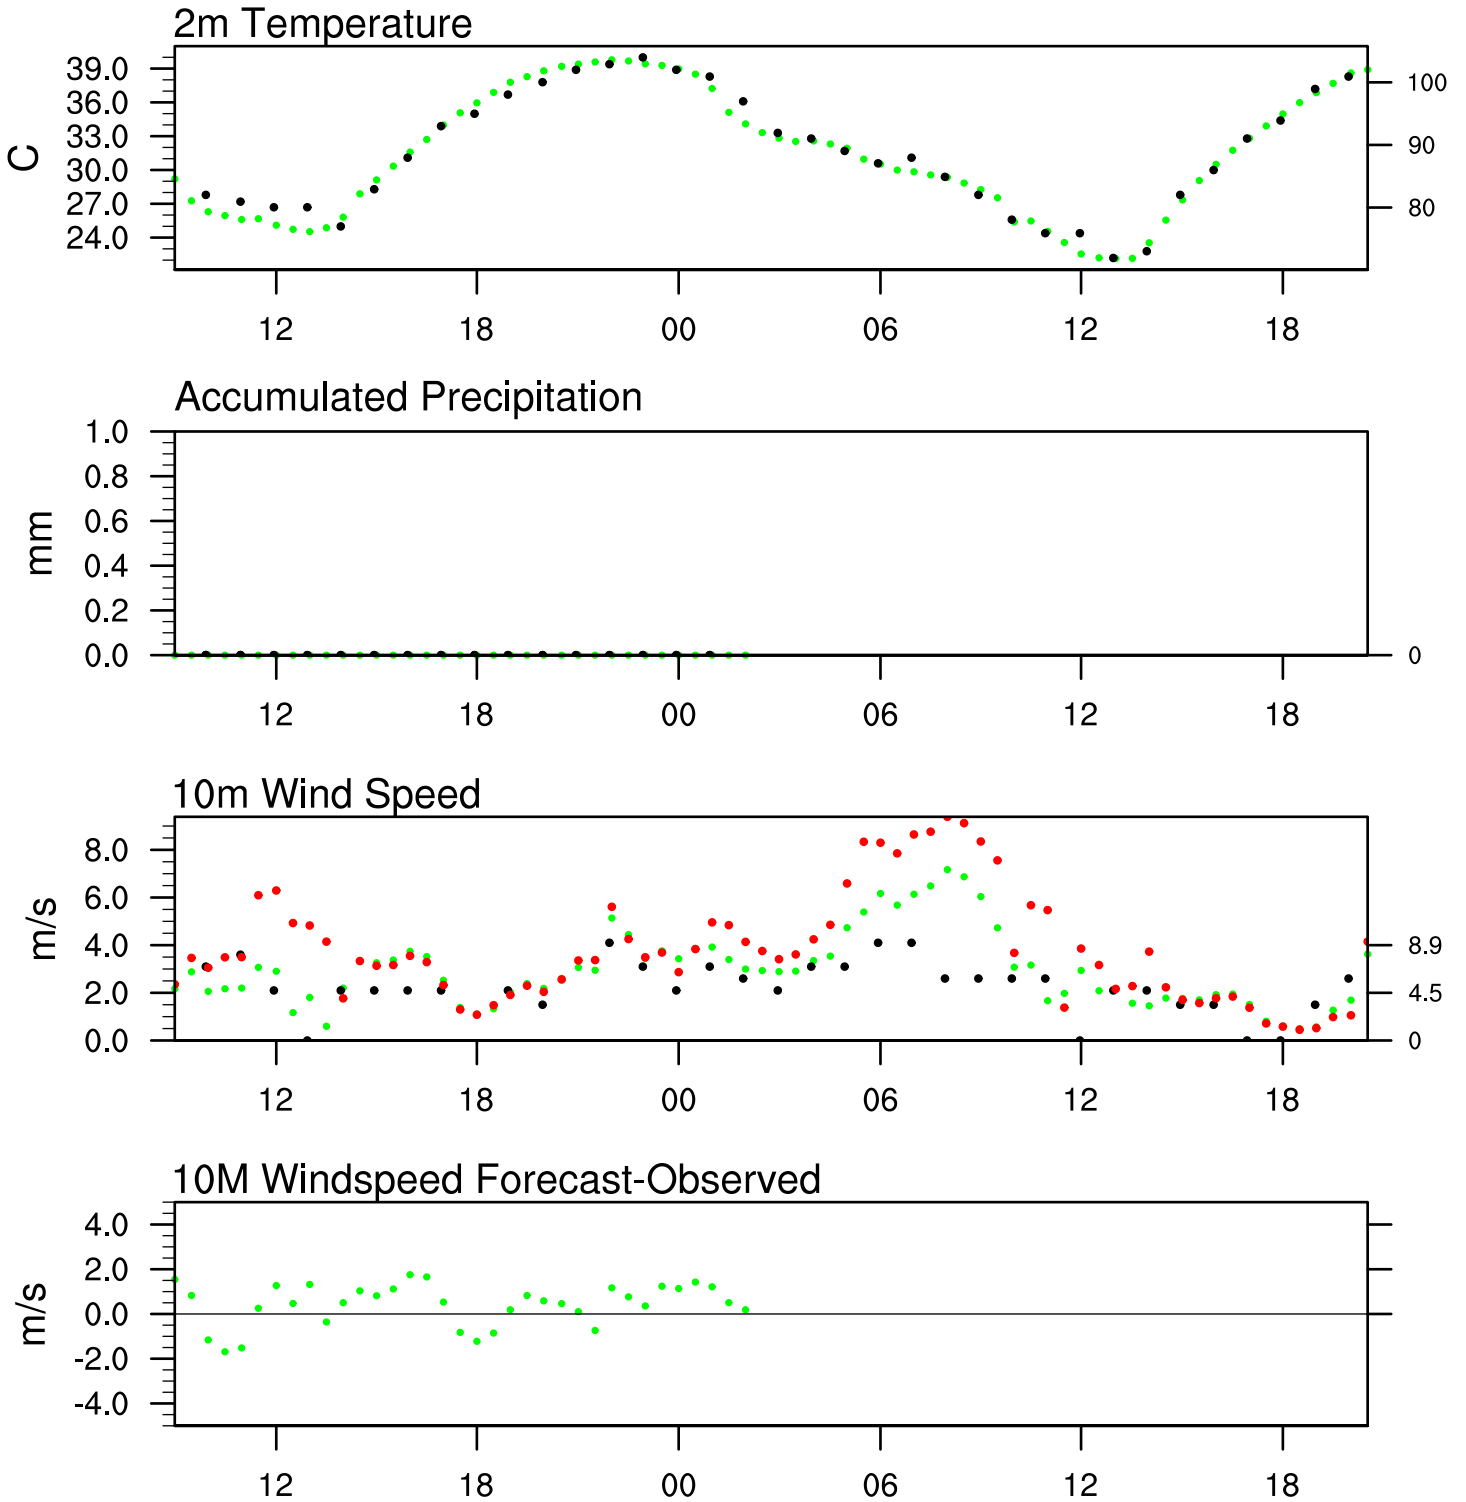 2m Temperature
39.0
36.0
33.0
30.0
27.0
24.0
C
100
90
80
12 18 00 06 12 18
Accumulated Precipitation
1.0
0.8
0.6
0.4
0.2
0.0
mm
0
12 18 00 06 12 18
10m Wind Speed
8.0
6.0
4.0
2.0
0.0
m/s
8.9
4.5
0
12 18 00 06 12 18
10M Windspeed Forecast-Observed
4.0
2.0
0.0
-2.0
-4.0
m/s
12 18 00 06 12 18